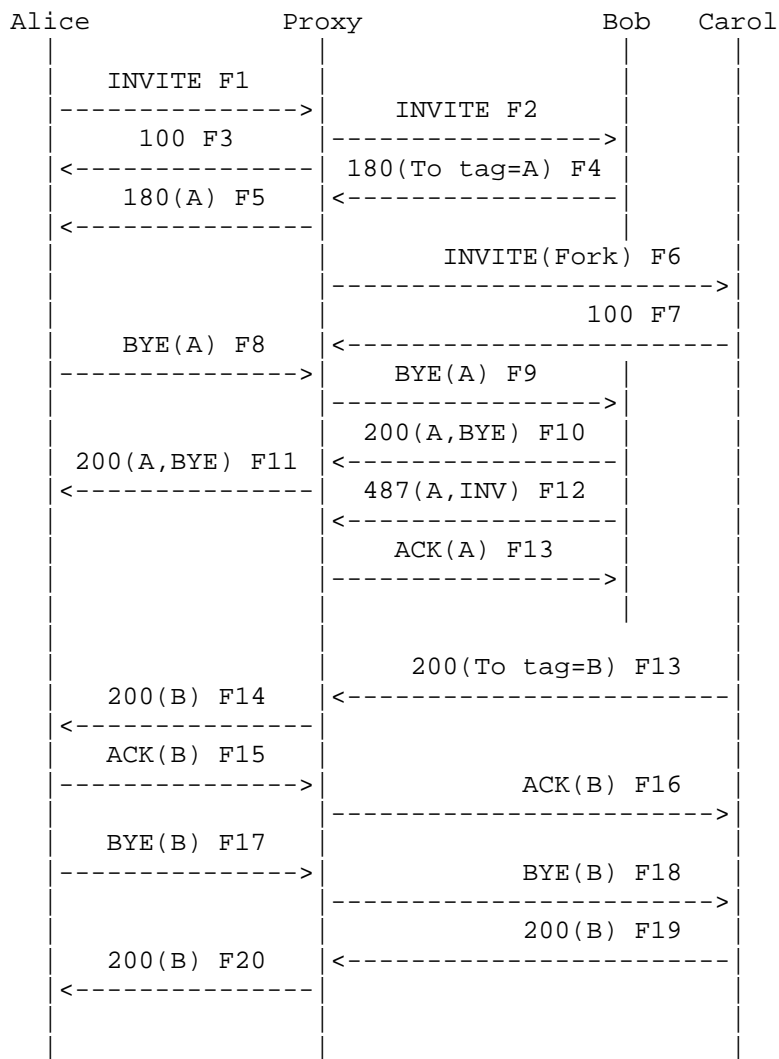 Alice Proxy Bob Carol
INVITE F1
INVITE F2
100 F3
180(To tag=A) F4
180(A) F5
INVITE(Fork) F6
100 F7
BYE(A) F8
BYE(A) F9
200(A,BYE) F10
200(A,BYE) F11
487(A,INV) F12
ACK(A) F13
200(To tag=B) F13
200(B) F14
ACK(B) F15
ACK(B) F16
BYE(B) F17
BYE(B) F18
200(B) F19
200(B) F20